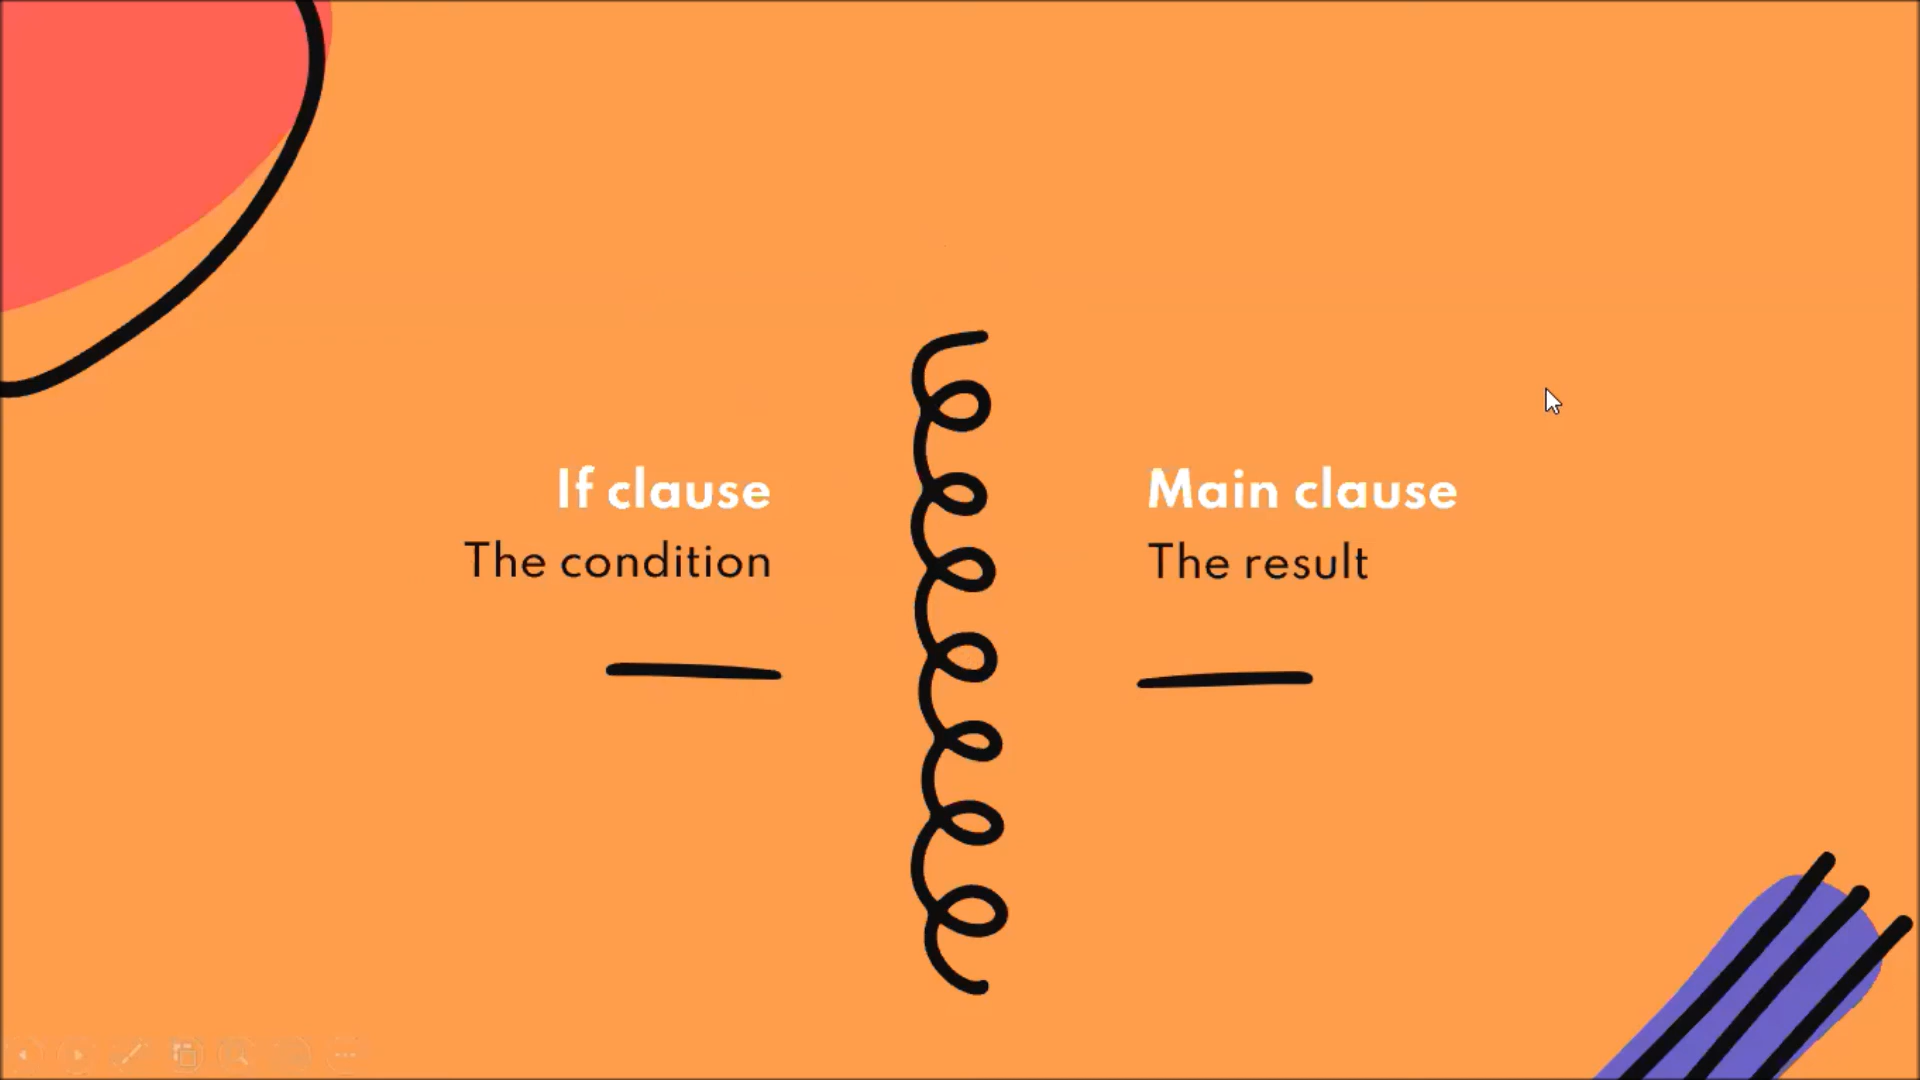 If clause
The condition
Main clause
The result